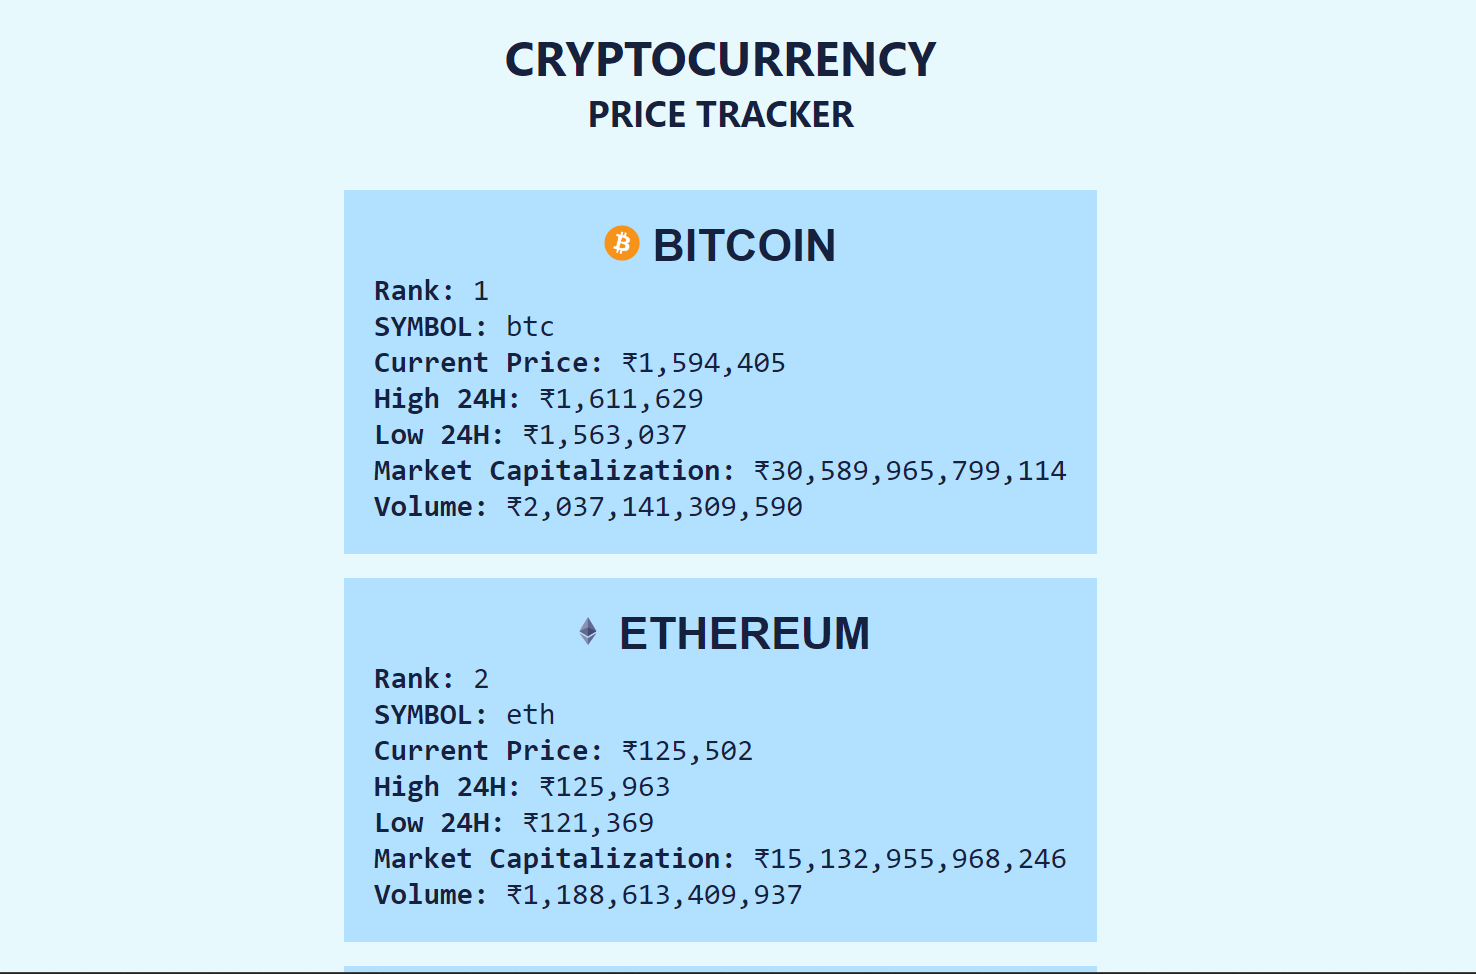 CRYPTOCURRENCY
PRICE TRACKER
BITCOIN
Rank: 1
SYMBOL: btc
Current Price: ₹1,594,405
High 24H: ₹1,611,629
Low 24H: ₹1,563,037
Market Capitalization: ₹30,589,965,799,114
Volume: ₹2,037,141,309,590
ETHEREUM
Rank: 2
SYMBOL: eth
Current Price: ₹125,502
High 24H: ₹125,963
Low 24H: ₹121,369
Market Capitalization: ₹15,132,955,968,246
Volume: ₹1,188,613,409,937